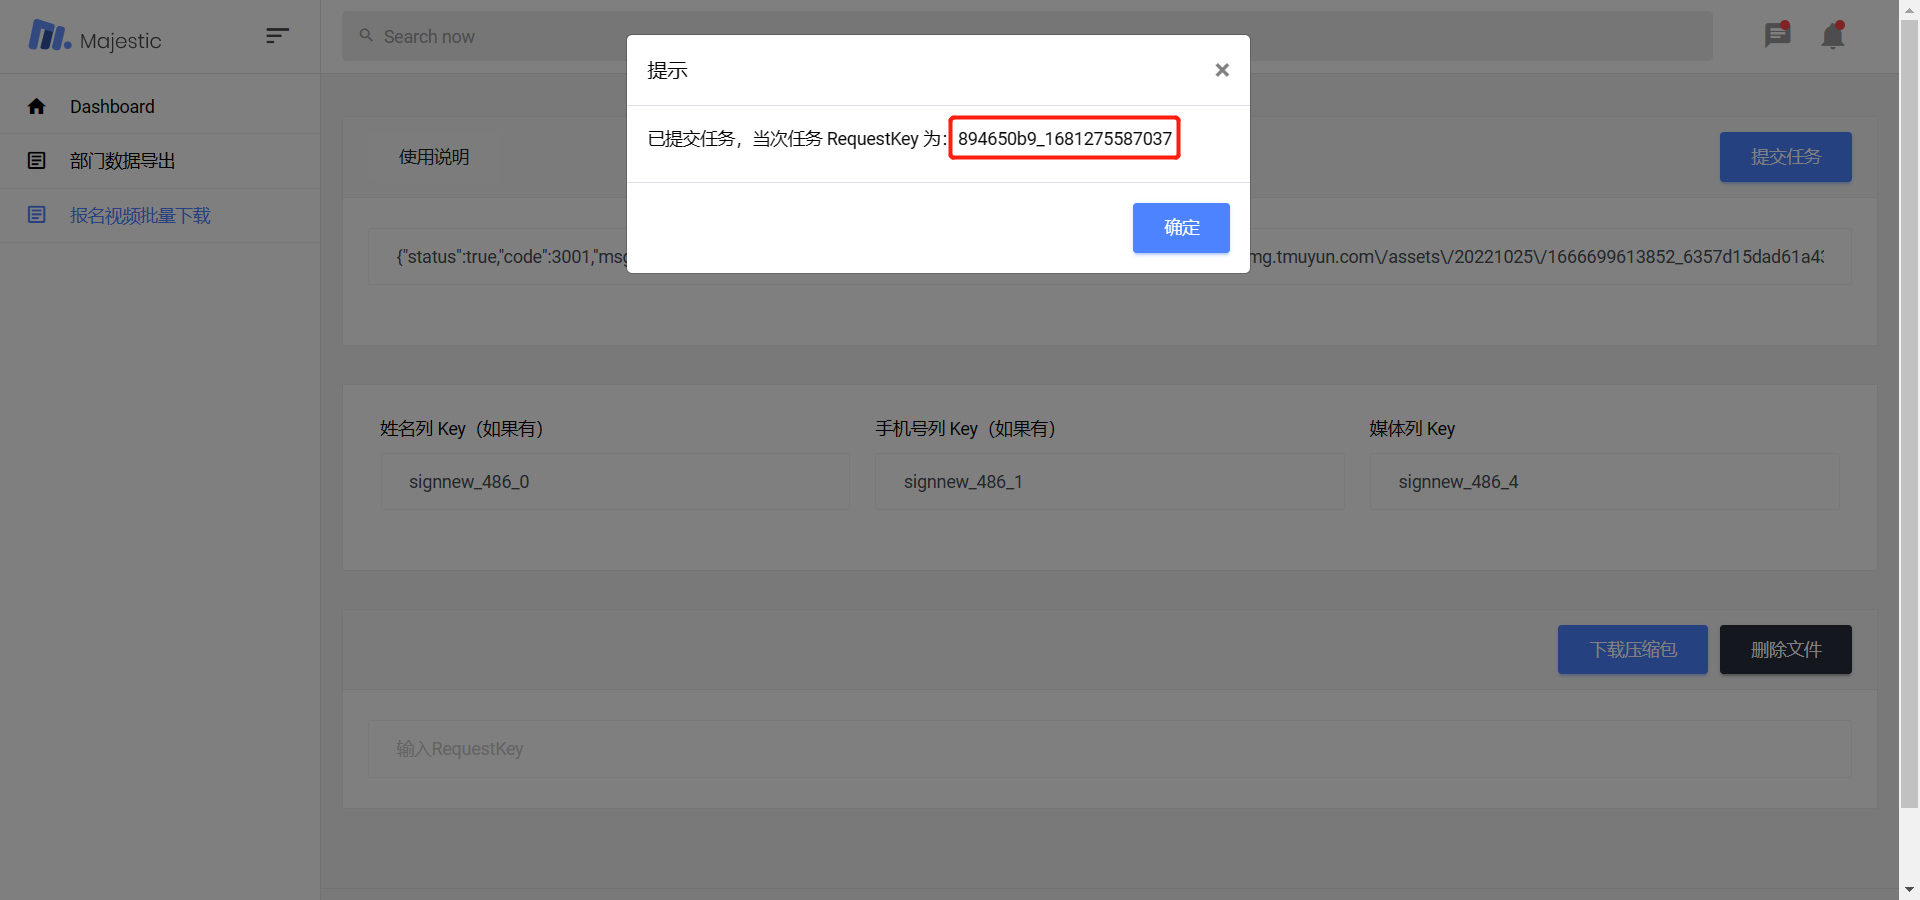 Majestic
Search now
提示
×
Dashboard
已提交任务，当次任务 RequestKey 为：894650b9_1681275587037
部门数据导出
使用说明
提交任务
报名视频批量下载
确定
{"status":true,"code":3001,"msg
mg.tmuyun.com\/assets\/20221025\/1666699613852_6357d15dad61a4
姓名列 Key（如果有）
手机号列 Key（如果有）
媒体列 Key
signnew_486_0
signnew_486_1
signnew_486_4
下载压缩包
删除文件
输入RequestKey